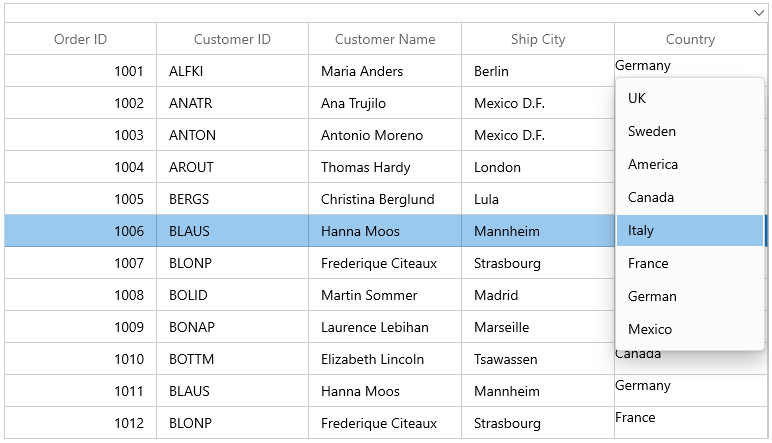 Order ID Customer ID Customer Name Ship City Country
1001 ALFKI Maria Anders Berlin Germany
1002 ANATR Ana Trujilo Mexico D.F.
1003 ANTON Antonio Moreno Mexico D.F.
1004 AROUT Thomas Hardy London
1005 BERGS Christina Berglund Lula
1006 BLAUS Hanna Moos Mannheim
1007 BLONP Frederique Citeaux Strasbourg
1008 BOLID Martin Sommer Madrid
1009 BONAP Laurence Lebihan Marseille
1010 BOTTM Elizabeth Lincoln Tsawassen Canada
1011 BLAUS Hanna Moos Mannheim Germany
1012 BLONP Frederique Citeaux Strasbourg France
UK
Sweden
America
Canada
Italy
France
German
Mexico